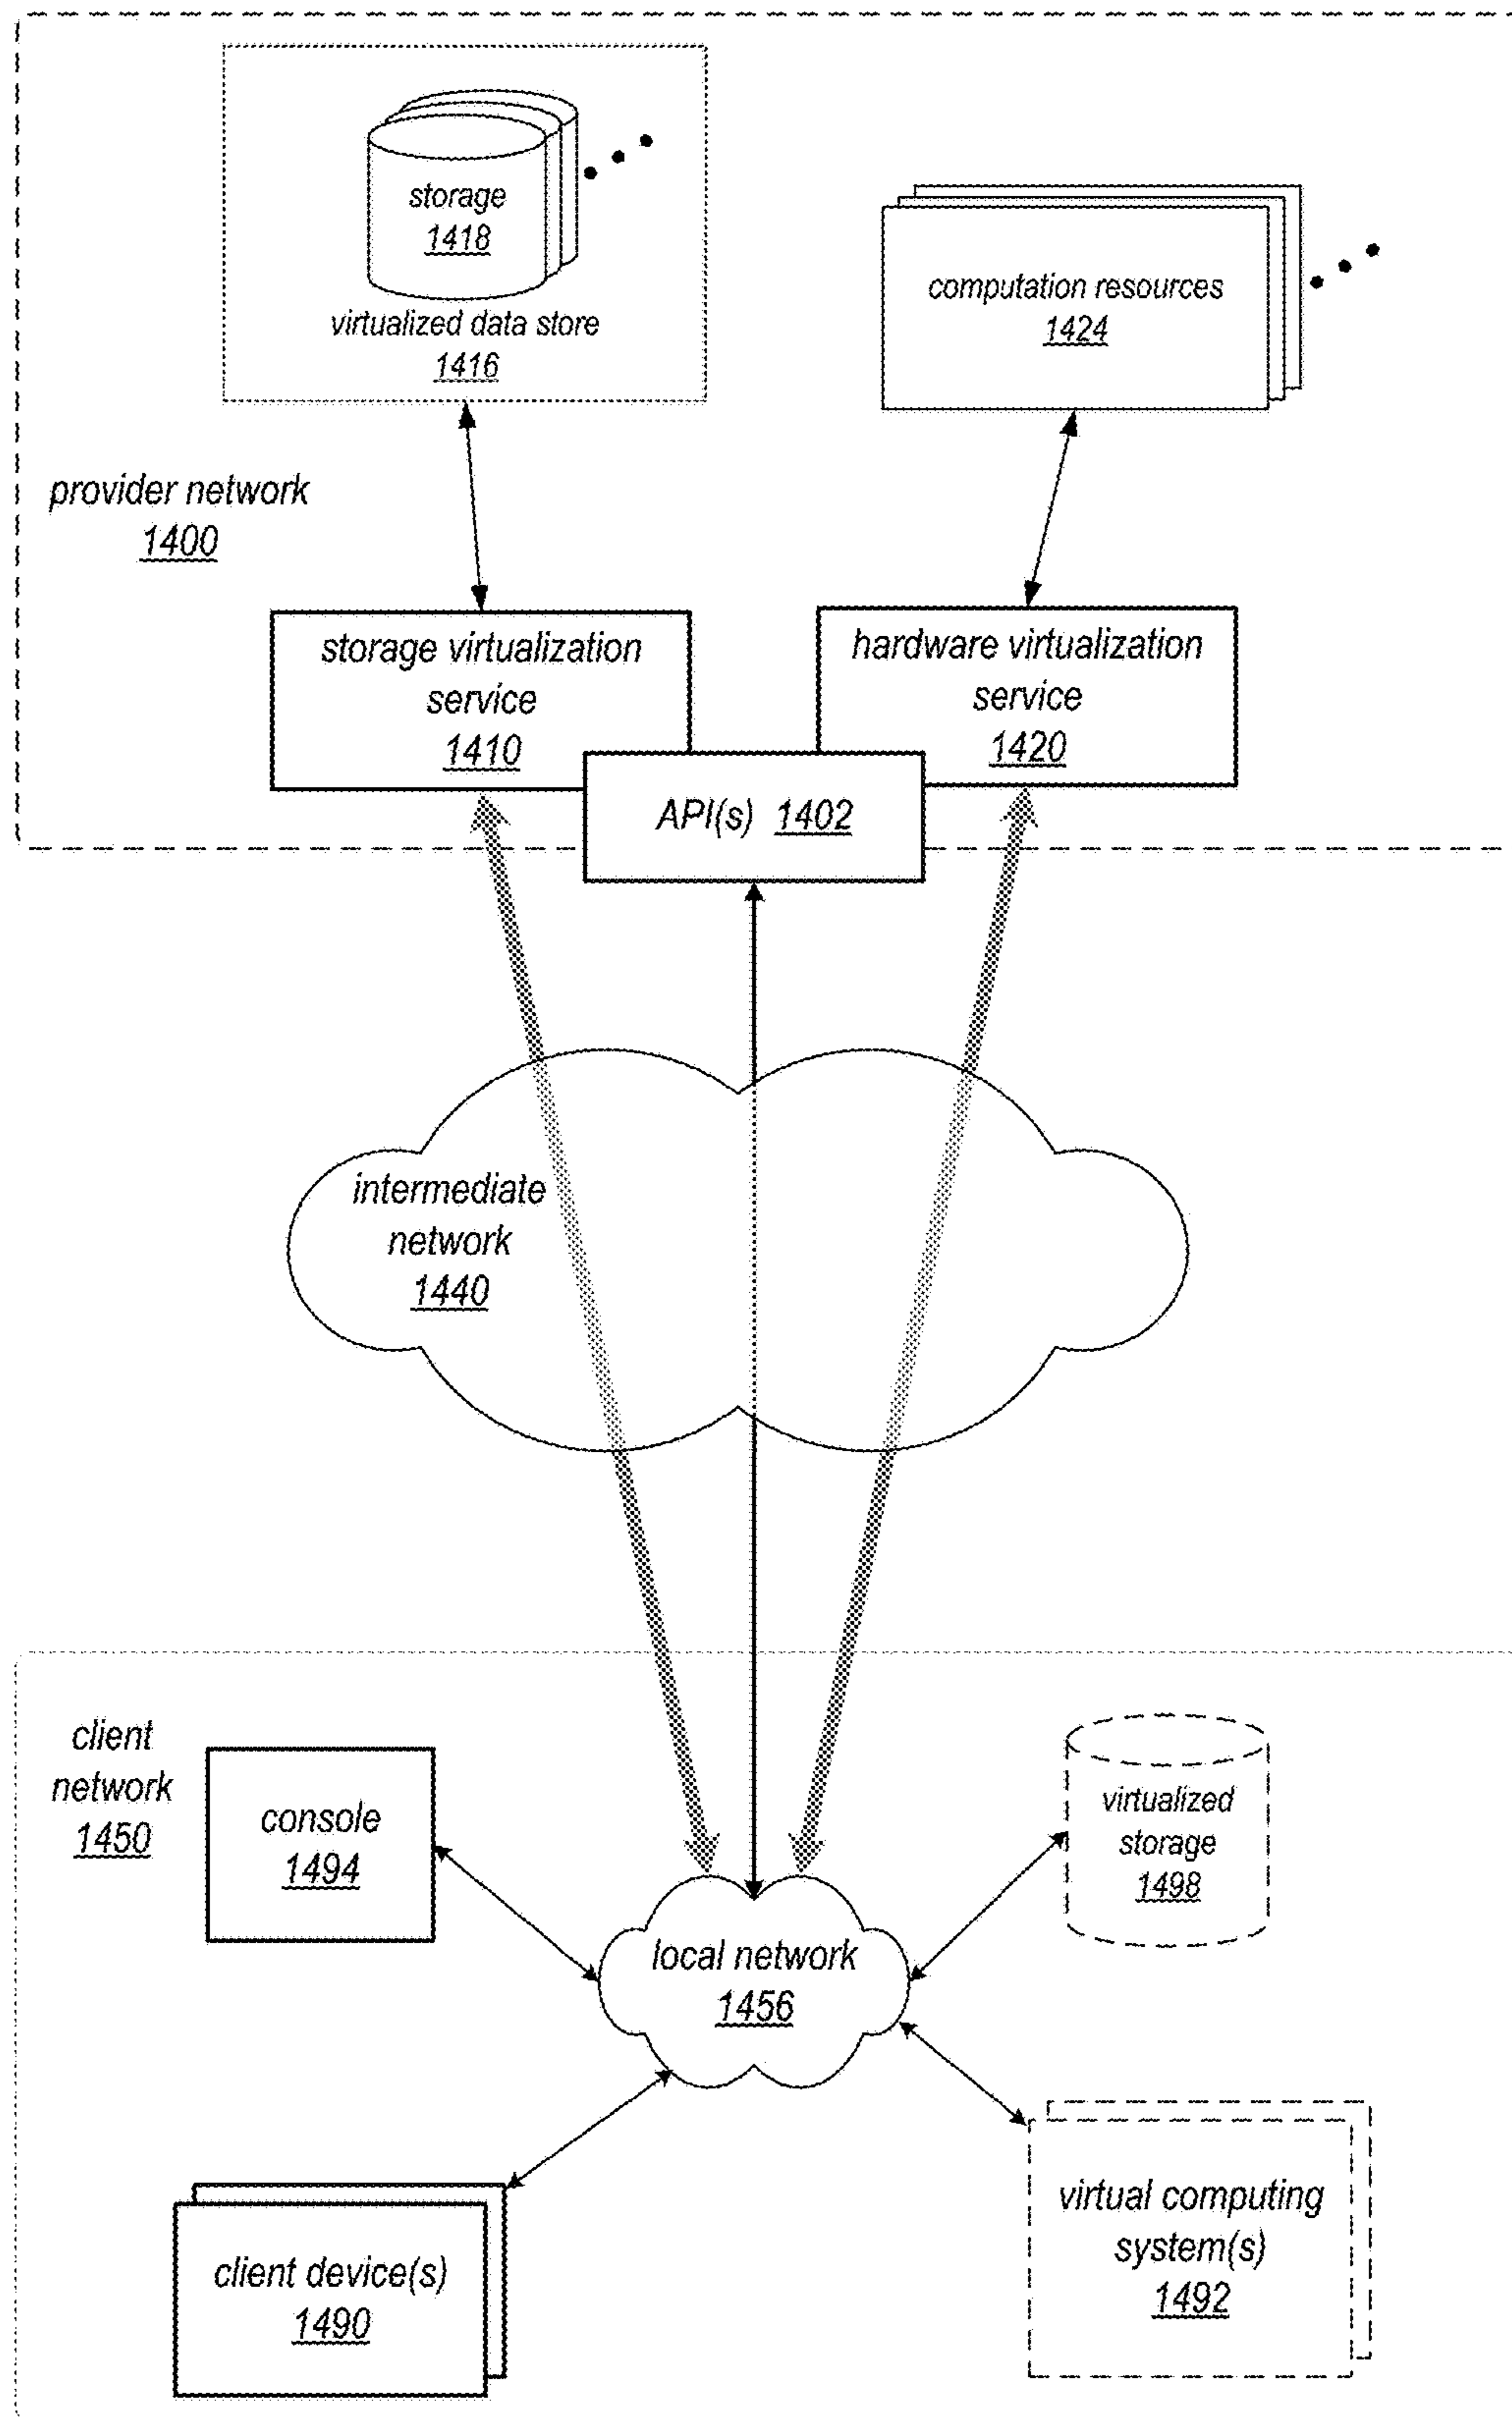 storage
1418
virtualized data store
1416
computation resources
1424
provider network
1400
storage virtualization
service
1410
hardware virtualization
service
1420
API(s) 1402
intermediate
network
1440
client
network
1450
console
1494
virtualized
storage
1498
local network
1456
client device(s)
1490
virtual computing
system(s)
1492